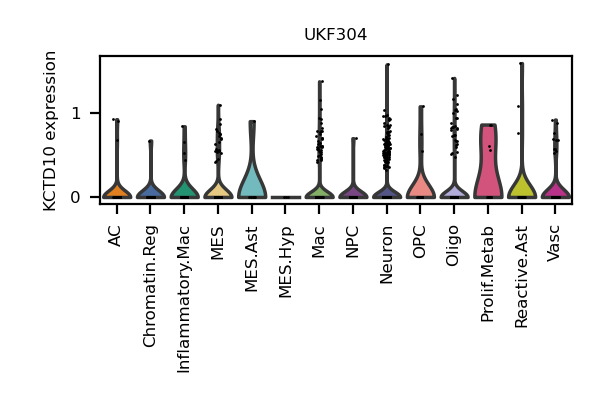 UKF304
KCTD10 expression
1
0
AC
Chromatin.Reg
Inflammatory.Mac
MES
MES.Ast
MES.Hyp
Mac
NPC
Neuron
OPC
Oligo
Prolif.Metab
Reactive.Ast
Vasc